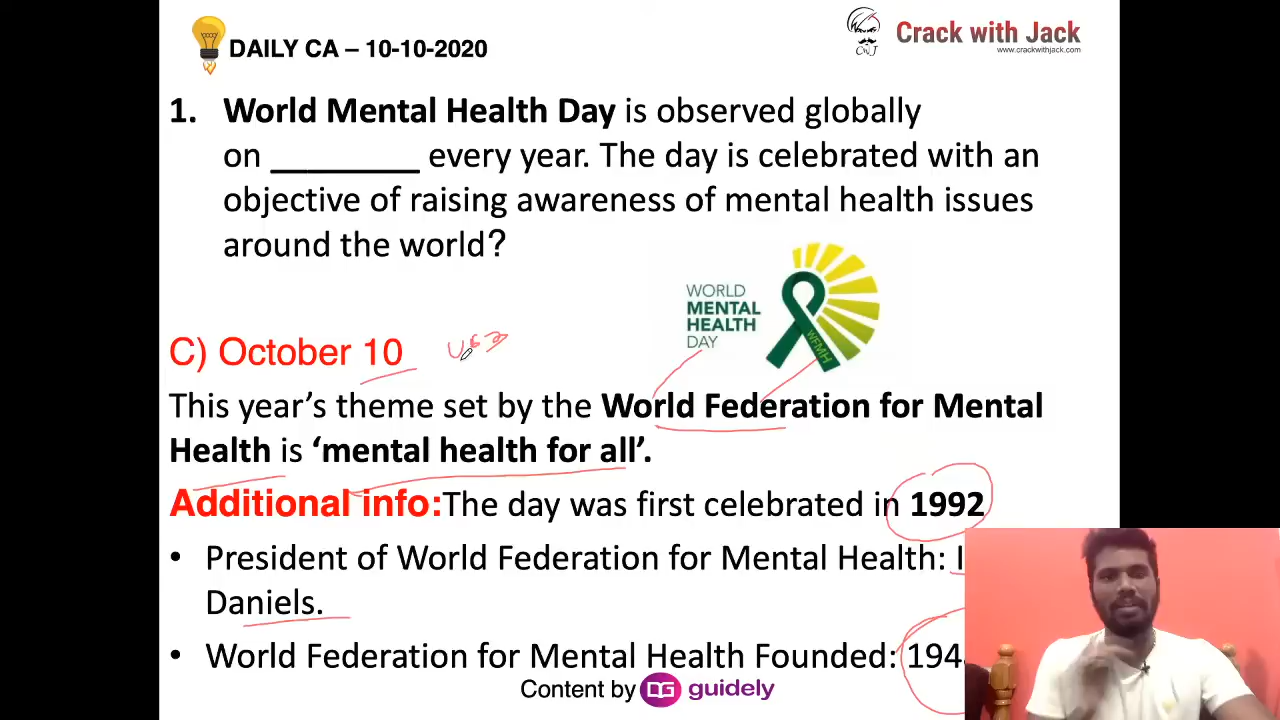 DAILY CA – 10-10-2020
Crack with Jack
www.crackwithjack.com
CWJ
1. World Mental Health Day is observed globally
on ________ every year. The day is celebrated with an
objective of raising awareness of mental health issues
around the world?
WORLD
MENTAL
HEALTH
DAY
WFMH
C) October 10
This year’s theme set by the World Federation for Mental
Health is ‘mental health for all’.
Additional info:The day was first celebrated in 1992
• President of World Federation for Mental Health:
Daniels.
• World Federation for Mental Health Founded:
Content by guidely